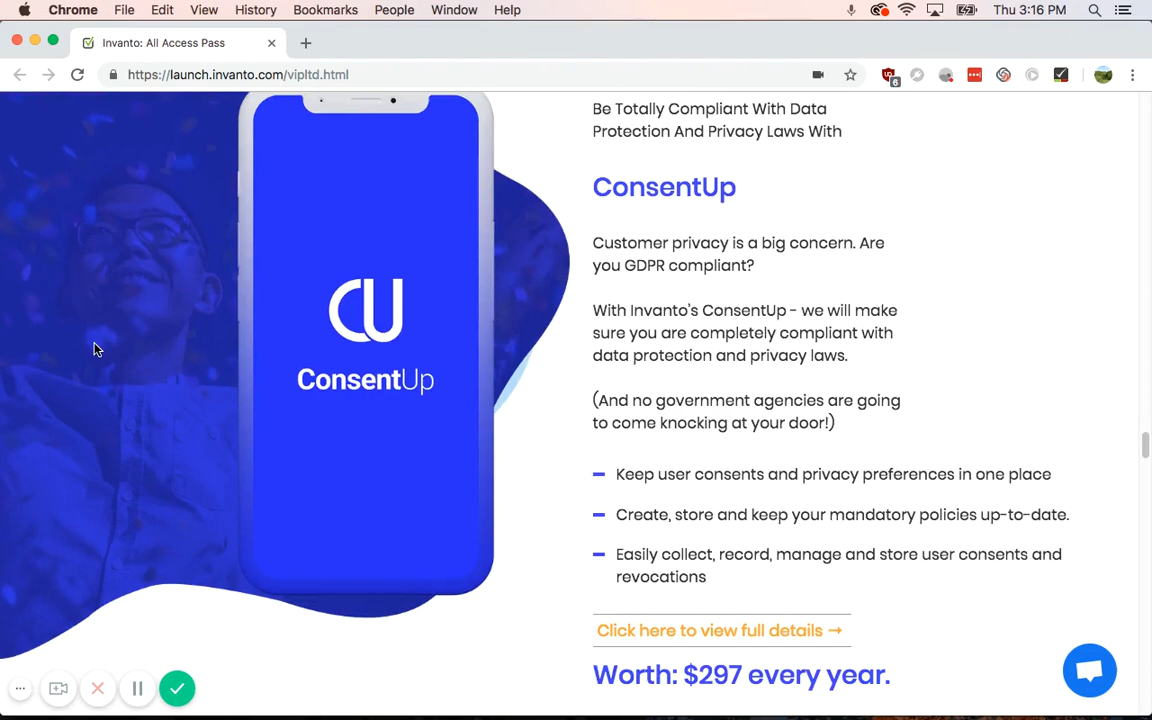 Chrome File Edit View History Bookmarks People Window Help Thu 3:16 PM
Invanto: All Access Pass
https://launch.invanto.com/vipltd.html
6
Be Totally Compliant With Data
Protection And Privacy Laws With
ConsentUp
Customer privacy is a big concern. Are
you GDPR compliant?
With Invanto's ConsentUp - we will make
sure you are completely compliant with
data protection and privacy laws.
(And no government agencies are going
to come knocking at your door!)
Keep user consents and privacy preferences in one place
Create, store and keep your mandatory policies up-to-date.
Easily collect, record, manage and store user consents and
revocations
Click here to view full details →
Worth: $297 every year.
CU
ConsentUp